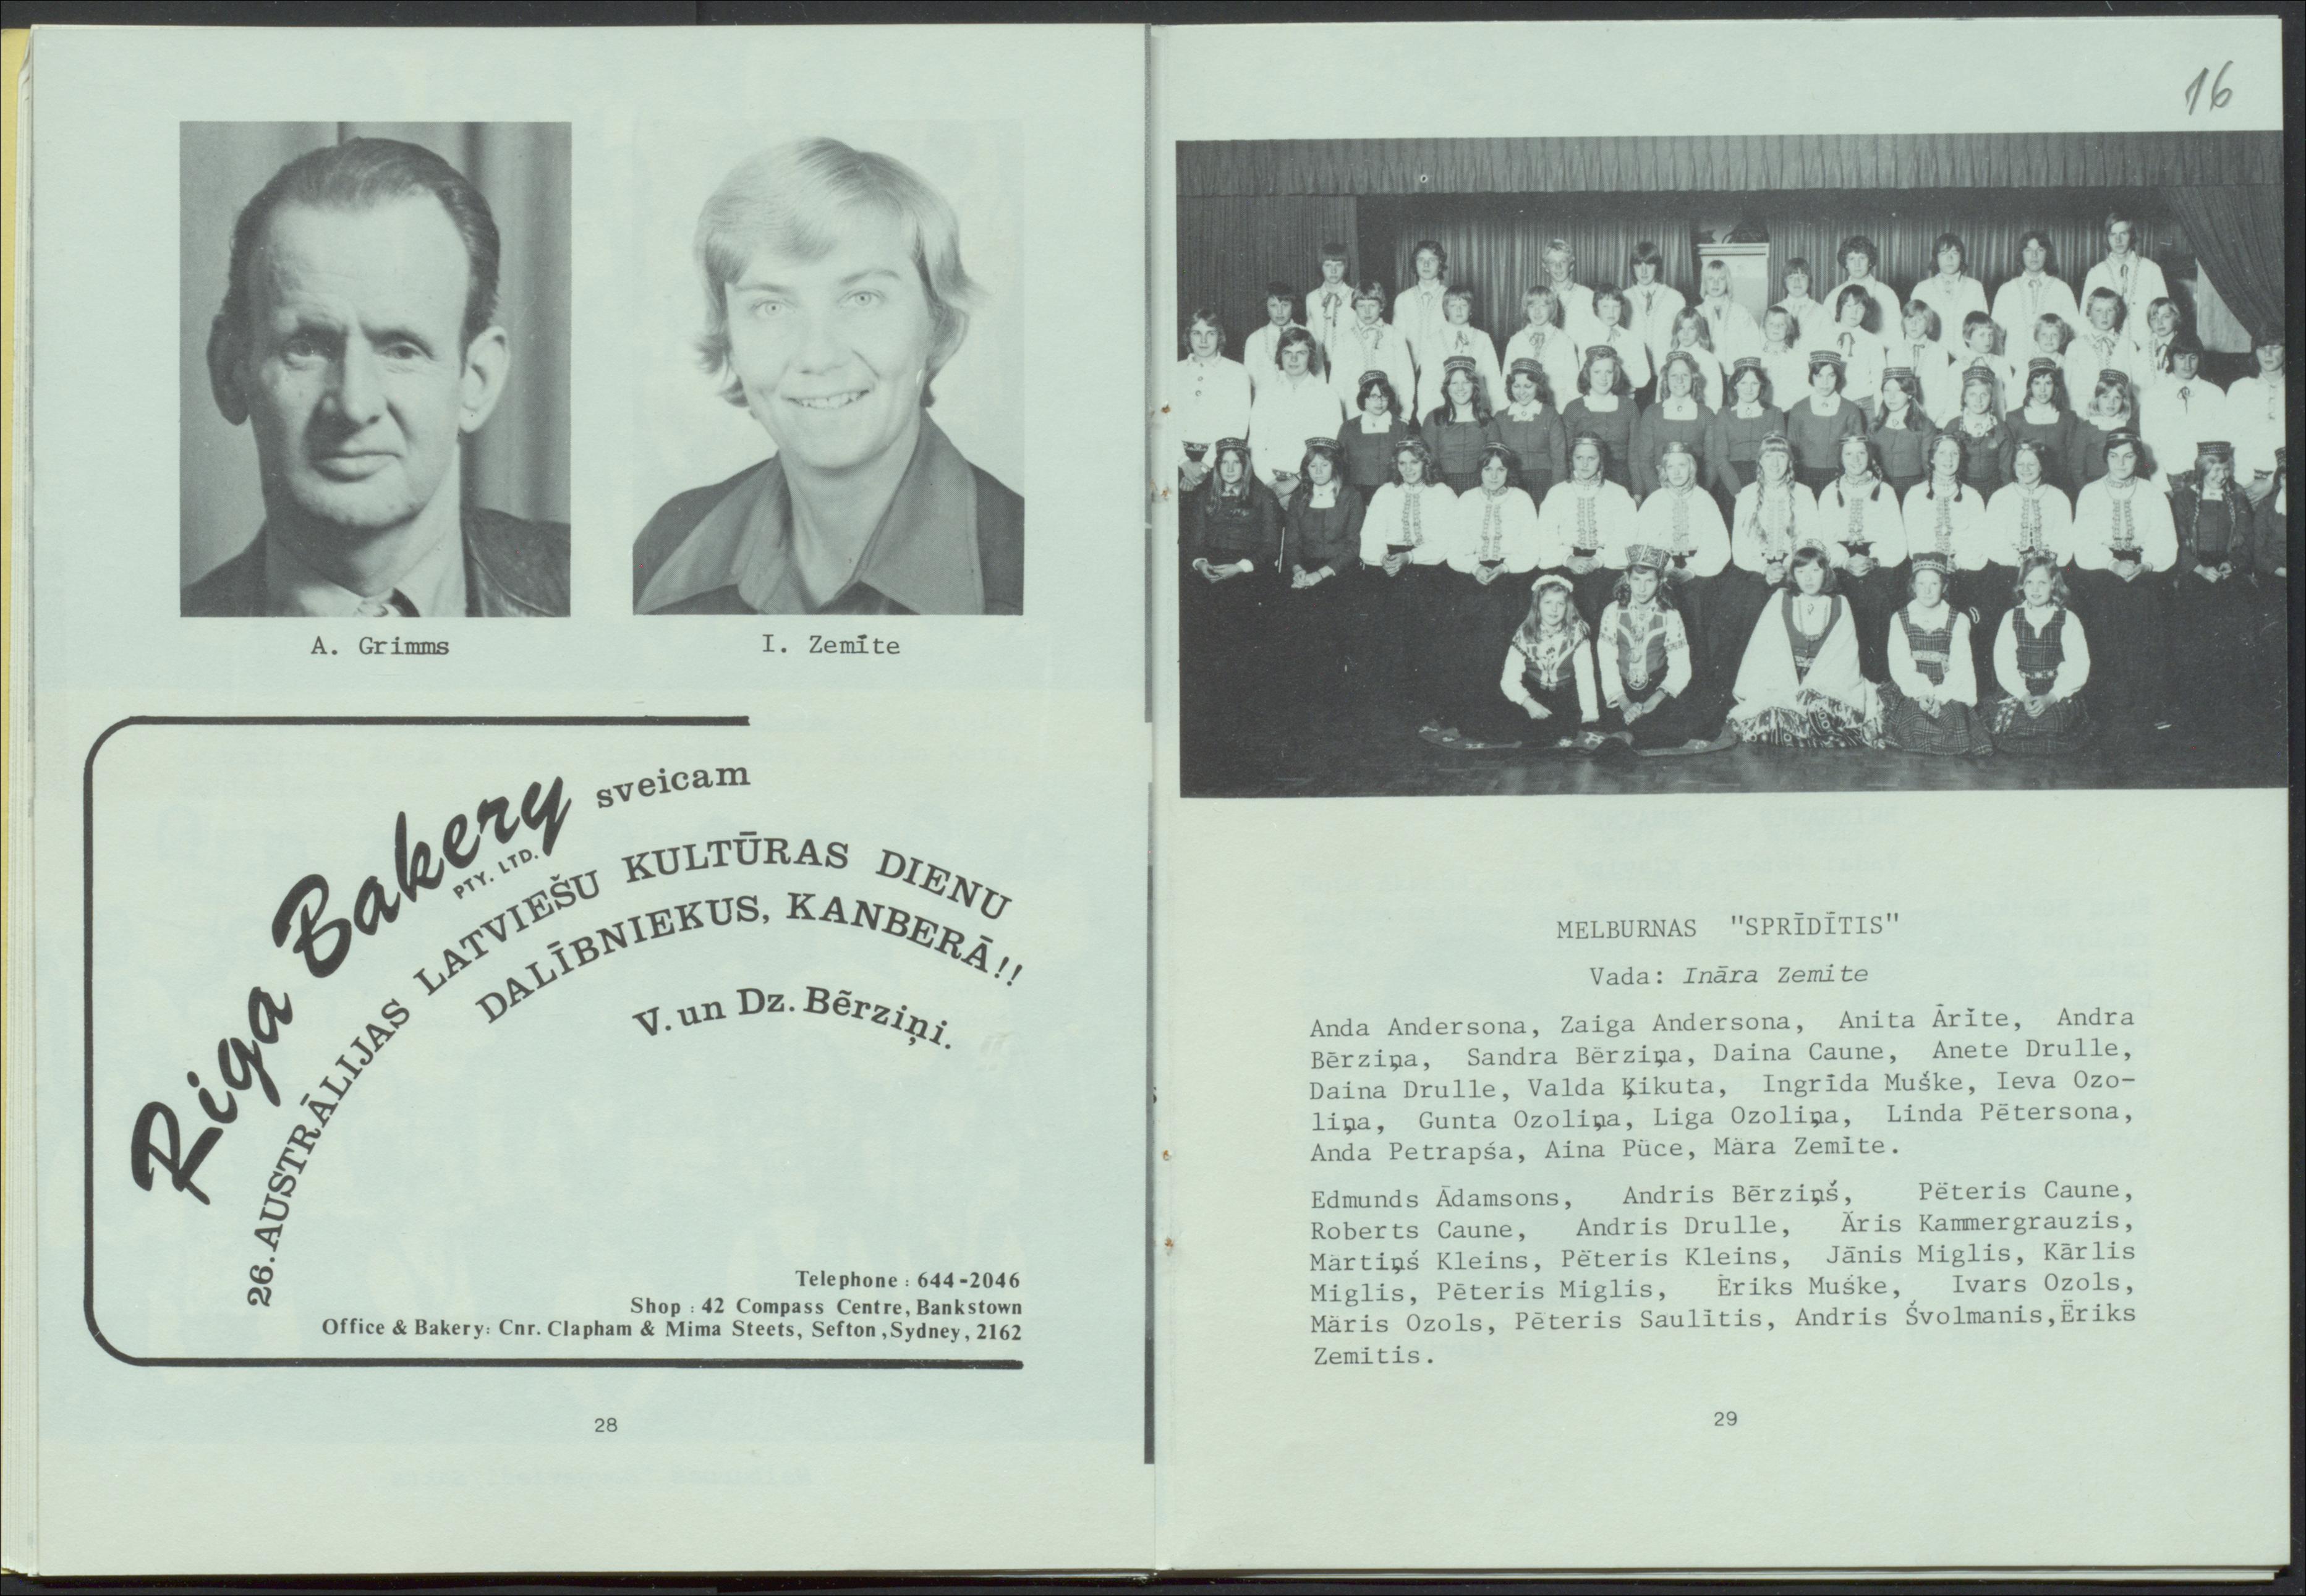 A. Grimms
I. Zemīte
Riga Bakery
PTY. LTD.
sveicam
26. AUSTRĀLIJAS LATVIEŠU KULTŪRAS DIENU
DALĪBNIEKUS, KANBERĀ!!
V. un Dz. Bērziņi.
Telephone : 644-2046
Shop : 42 Compass Centre, Bankstown
Office & Bakery: Cnr. Clapham & Mima Steets, Sefton, Sydney, 2162
28
16
MELBURNAS "SPRĪDĪTIS"
Vada: Ināra Zemite
Anda Andersona, Zaiga Andersona, Anita Ārīte, Andra
Bērziņa, Sandra Bērziņa, Daina Caune, Anete Drulle,
Daina Drulle, Valda Ķikuta, Ingrīda Muške, Ieva Ozo-
liņa, Gunta Ozoliņa, Liga Ozoliņa, Linda Pētersona,
Anda Petrapša, Aina Pūce, Māra Zemīte.
Edmunds Ādamsons, Andris Bērziņš, Pēteris Caune,
Roberts Caune, Andris Drulle, Āris Kammergrauzis,
Mārtiņš Kleins, Pēteris Kleins, Jānis Miglis, Kārlis
Miglis, Pēteris Miglis, Ēriks Muške, Ivars Ozols,
Māris Ozols, Pēteris Saulītis, Andris Švolmanis, Ēriks
Zemitis.
29